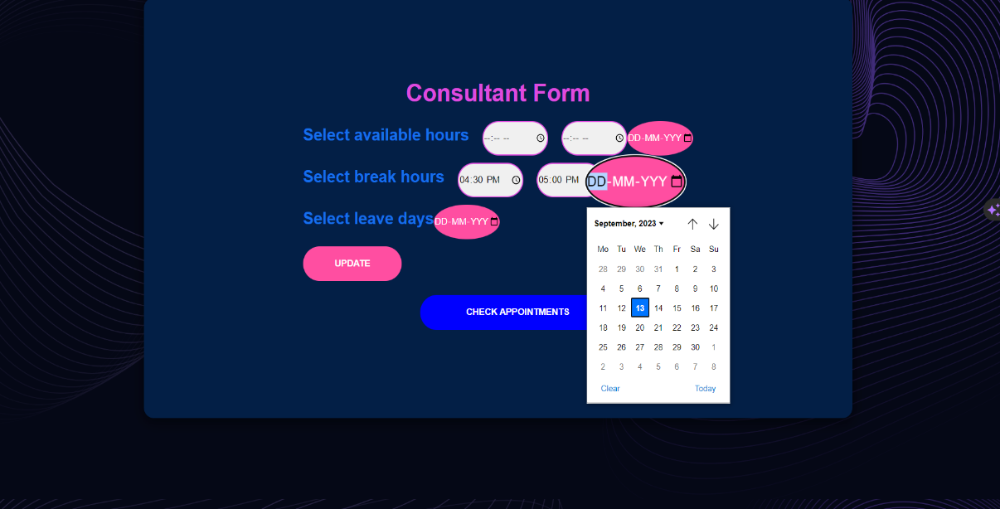 Consultant Form
Select available hours --:-- -- --:-- -- DD-MM-YYY
Select break hours 04:30 PM 05:00 PM DD-MM-YYY
Select leave days DD-MM-YYY
UPDATE
CHECK APPOINTMENTS
September, 2023
Mo Tu We Th Fr Sa Su
28 29 30 31 1 2 3
4 5 6 7 8 9 10
11 12 13 14 15 16 17
18 19 20 21 22 23 24
25 26 27 28 29 30 1
2 3 4 5 6 7 8
Clear Today